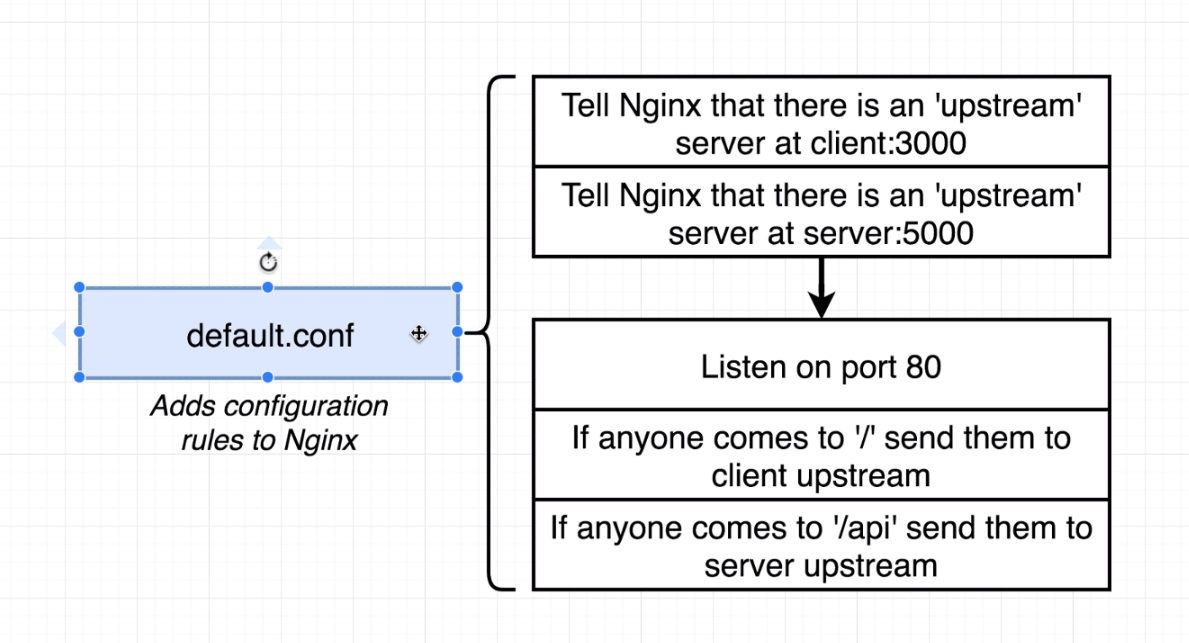 Tell Nginx that there is an 'upstream'
server at client:3000
Tell Nginx that there is an 'upstream'
server at server:5000
default.conf
Adds configuration
rules to Nginx
Listen on port 80
If anyone comes to '/' send them to
client upstream
If anyone comes to '/api' send them to
server upstream